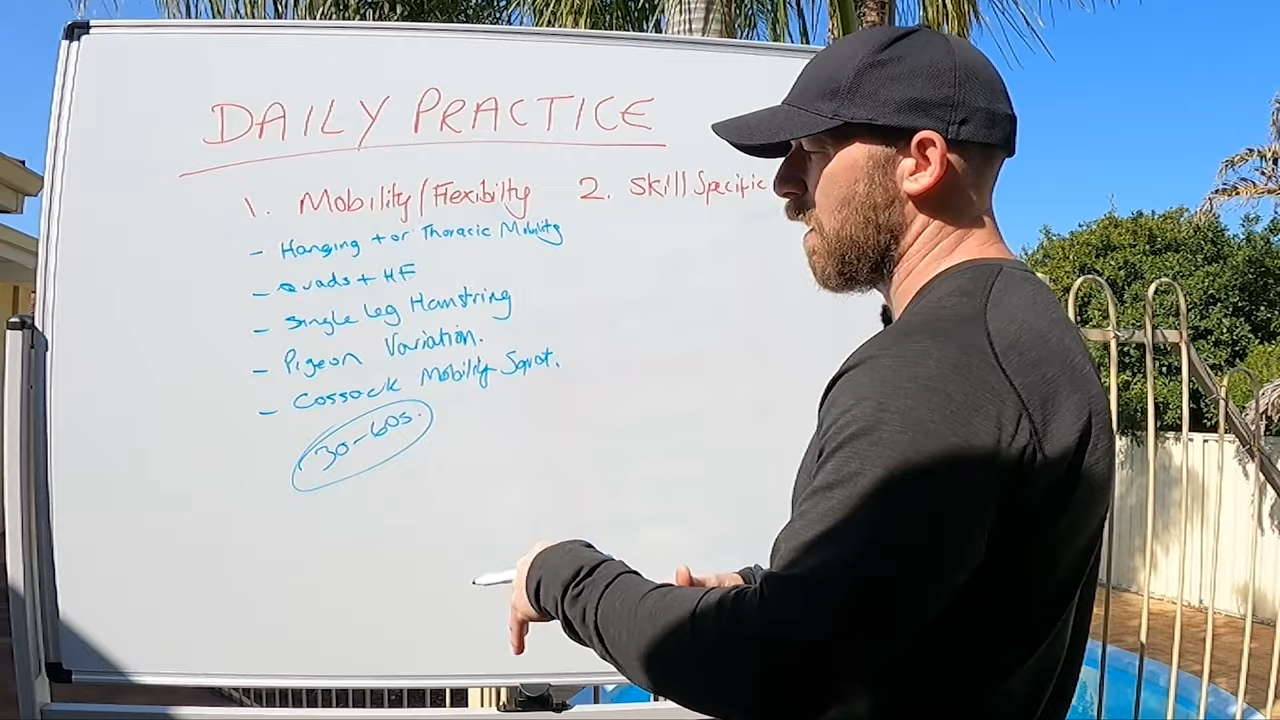 DAILY PRACTICE
1. Mobility/Flexibilty 2. Skill Specific
- Hanging + or Thoracic Mobility
- Quads + HF
- Single Leg Hamstring
- Pigeon Variation.
- Cossack Mobility Squat.
30-60s.